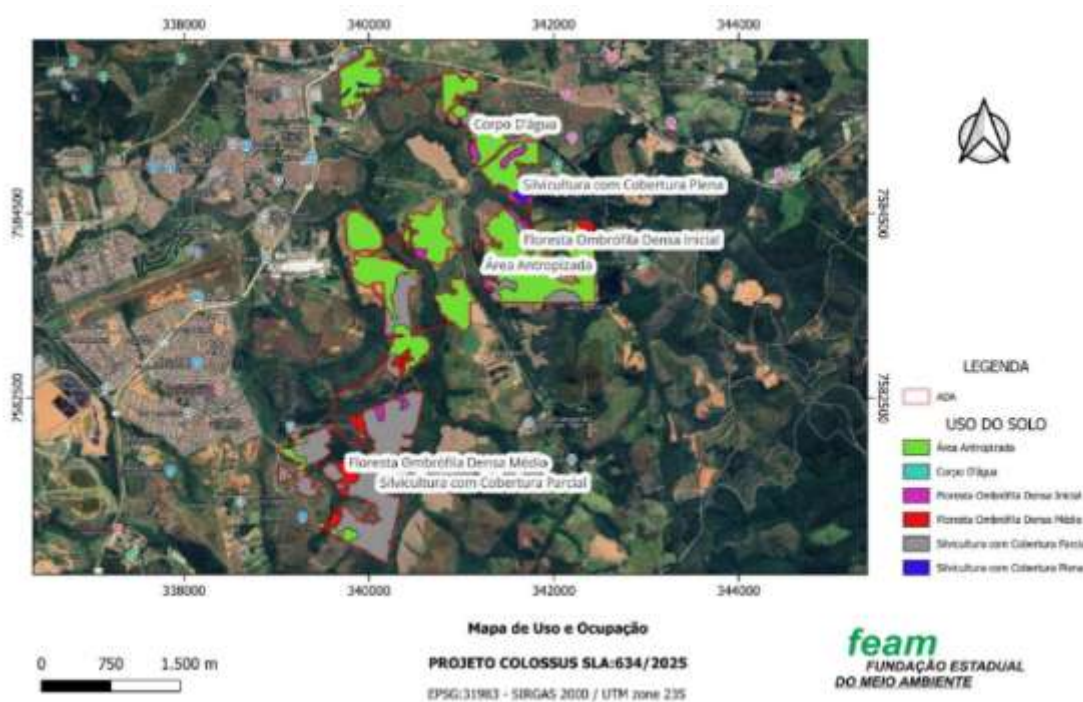 338000 340000 342000 344000
Corpo D'água
Silvicultura com Cobertura Plena
7584500 7584500
Floresta Ombrófila Densa Inicial
Área Antropizada
7582500 7582500
Floresta Ombrófila Densa Média
Silvicultura com Cobertura Parcial
338000 340000 342000 344000
LEGENDA
ADA
USO DO SOLO
Área Antropizada
Corpo D'água
Floresta Ombrófila Densa Inicial
Floresta Ombrófila Densa Média
Silvicultura com Cobertura Parcia
Silvicultura com Cobertura Plena
0 750 1.500 m
Mapa de Uso e Ocupação
PROJETO COLOSSUS SLA:634/2025
EPSG:31983 - SIRGAS 2000 / UTM zone 23S
feam
FUNDAÇÃO ESTADUAL
DO MEIO AMBIENTE